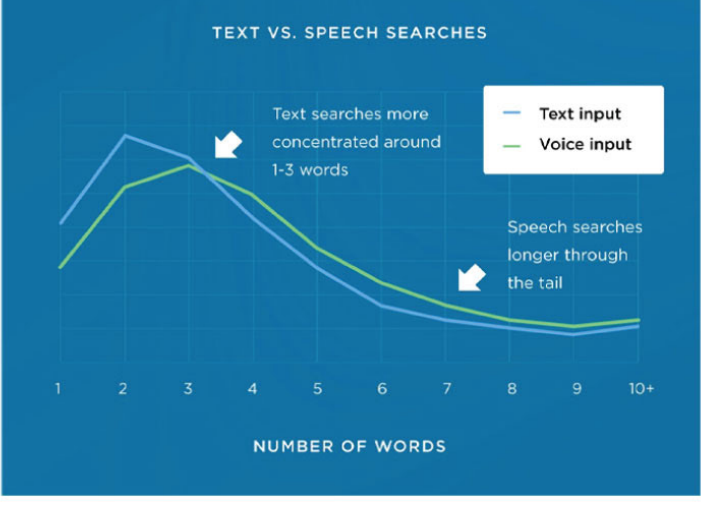 TEXT VS. SPEECH SEARCHES
Text searches more
concentrated around
1-3 words
Text input
Voice input
Speech searches
longer through
the tail
1 2 3 4 5 6 7 8 9 10+
NUMBER OF WORDS